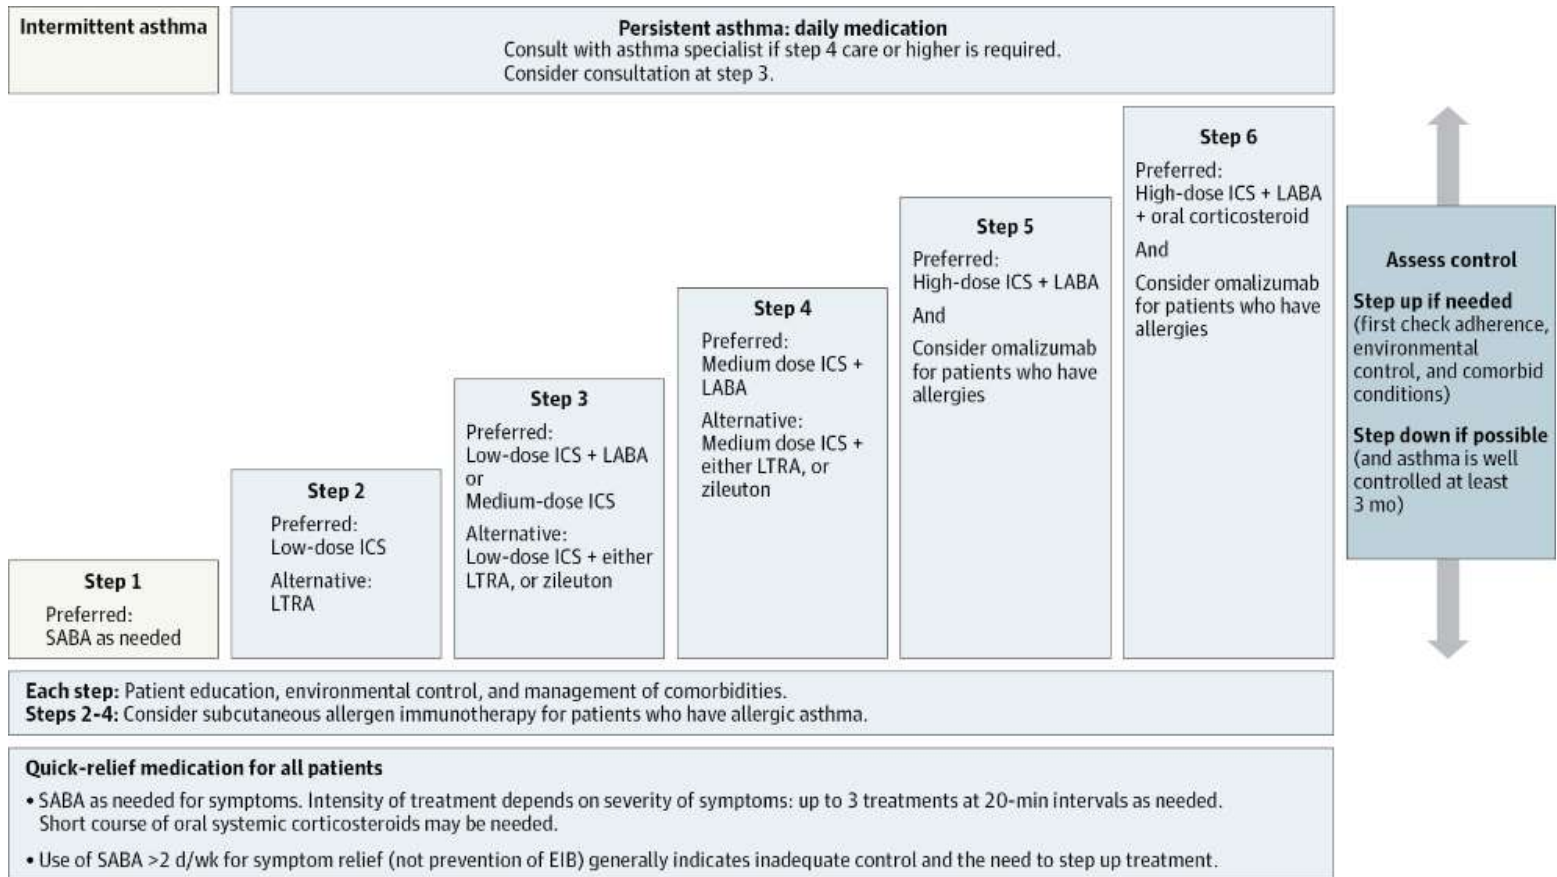 Intermittent asthma
Persistent asthma: daily medication
Consult with asthma specialist if step 4 care or higher is required.
Consider consultation at step 3.
Step 1
Preferred:
SABA as needed
Step 2
Preferred:
Low-dose ICS
Alternative:
LTRA
Step 3
Preferred:
Low-dose ICS + LABA
or
Medium-dose ICS
Alternative:
Low-dose ICS + either
LTRA, or zileuton
Step 4
Preferred:
Medium dose ICS +
LABA
Alternative:
Medium dose ICS +
either LTRA, or
zileuton
Step 5
Preferred:
High-dose ICS + LABA
And
Consider omalizumab
for patients who have
allergies
Step 6
Preferred:
High-dose ICS + LABA
+ oral corticosteroid
And
Consider omalizumab
for patients who have
allergies
Assess control
Step up if needed
(first check adherence,
environmental
control, and comorbid
conditions)
Step down if possible
(and asthma is well
controlled at least
3 mo)
Each step: Patient education, environmental control, and management of comorbidities.
Steps 2-4: Consider subcutaneous allergen immunotherapy for patients who have allergic asthma.
Quick-relief medication for all patients
• SABA as needed for symptoms. Intensity of treatment depends on severity of symptoms: up to 3 treatments at 20-min intervals as needed.
Short course of oral systemic corticosteroids may be needed.
• Use of SABA >2 d/wk for symptom relief (not prevention of EIB) generally indicates inadequate control and the need to step up treatment.